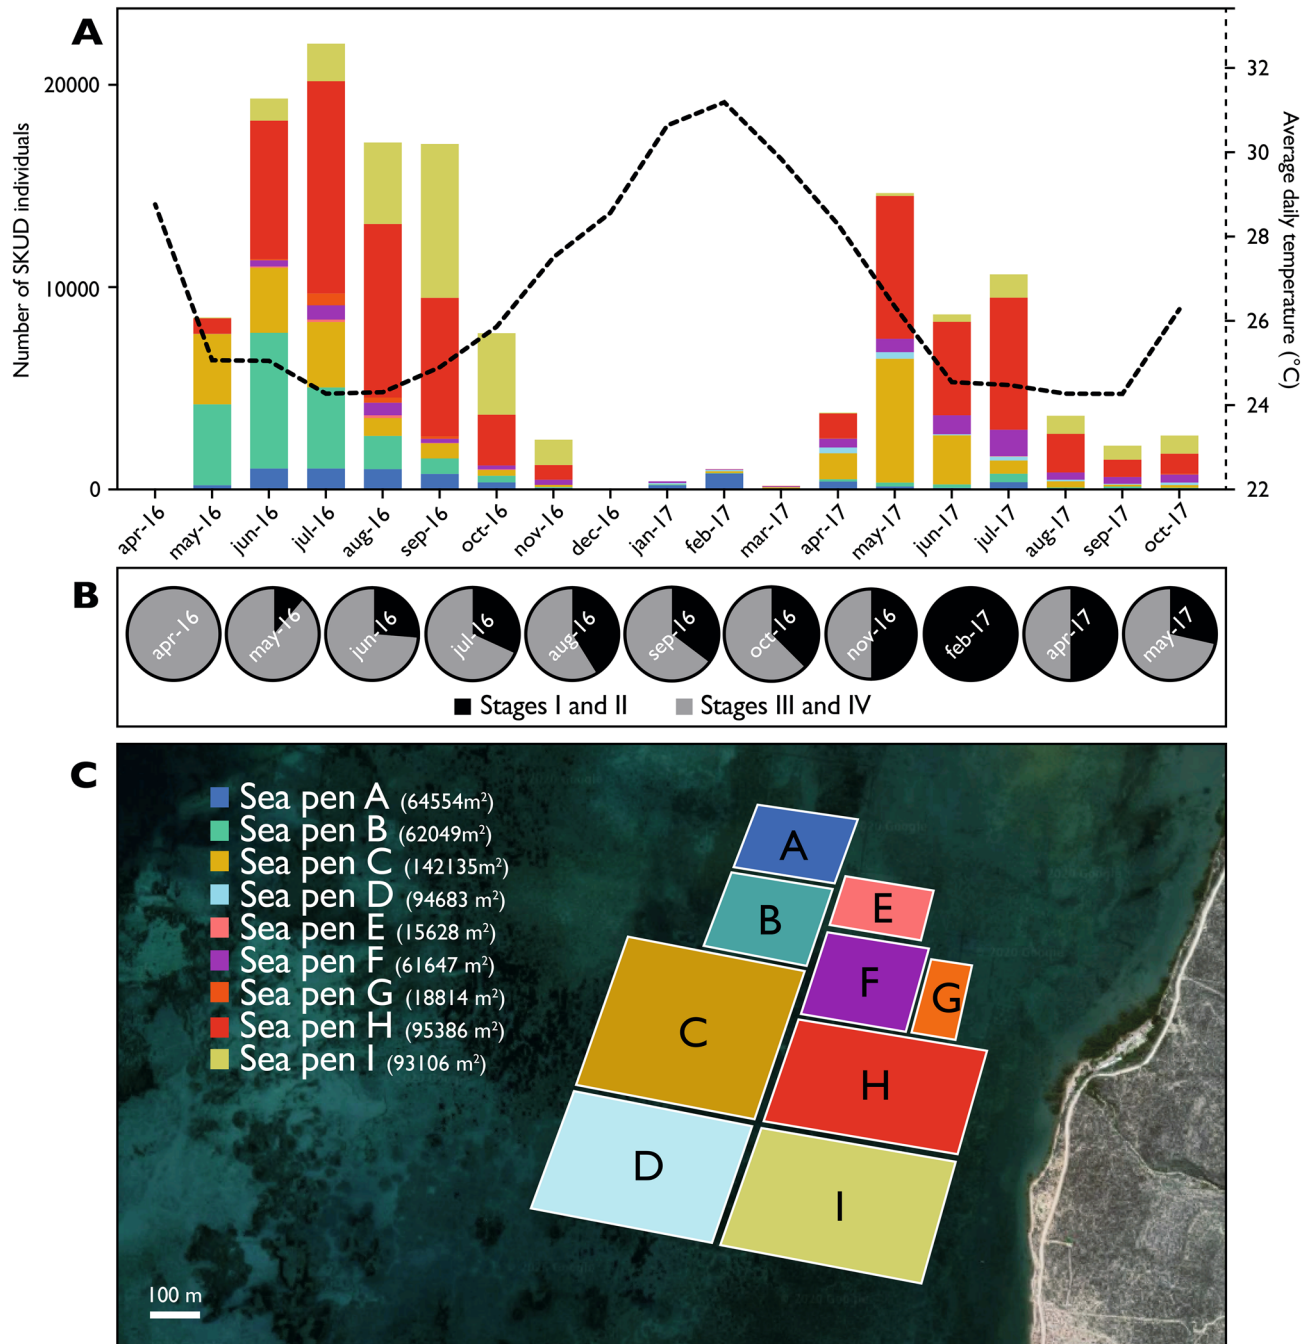 A
Number of SKUD individuals
20000
10000
0
32
30
28
26
24
22
Average daily temperature (°C)
apr-16
may-16
jun-16
jul-16
aug-16
sep-16
oct-16
nov-16
dec-16
jan-17
feb-17
mar-17
apr-17
may-17
jun-17
jul-17
aug-17
sep-17
oct-17
B
apr-16
may-16
jun-16
jul-16
aug-16
sep-16
oct-16
nov-16
feb-17
apr-17
may-17
Stages I and II
Stages III and IV
C
Sea pen A (64554m²)
Sea pen B (62049m²)
Sea pen C (142135m²)
Sea pen D (94683 m²)
Sea pen E (15628 m²)
Sea pen F (61647 m²)
Sea pen G (18814 m²)
Sea pen H (95386 m²)
Sea pen I (93106 m²)
A
B
E
F
G
C
H
D
I
100 m